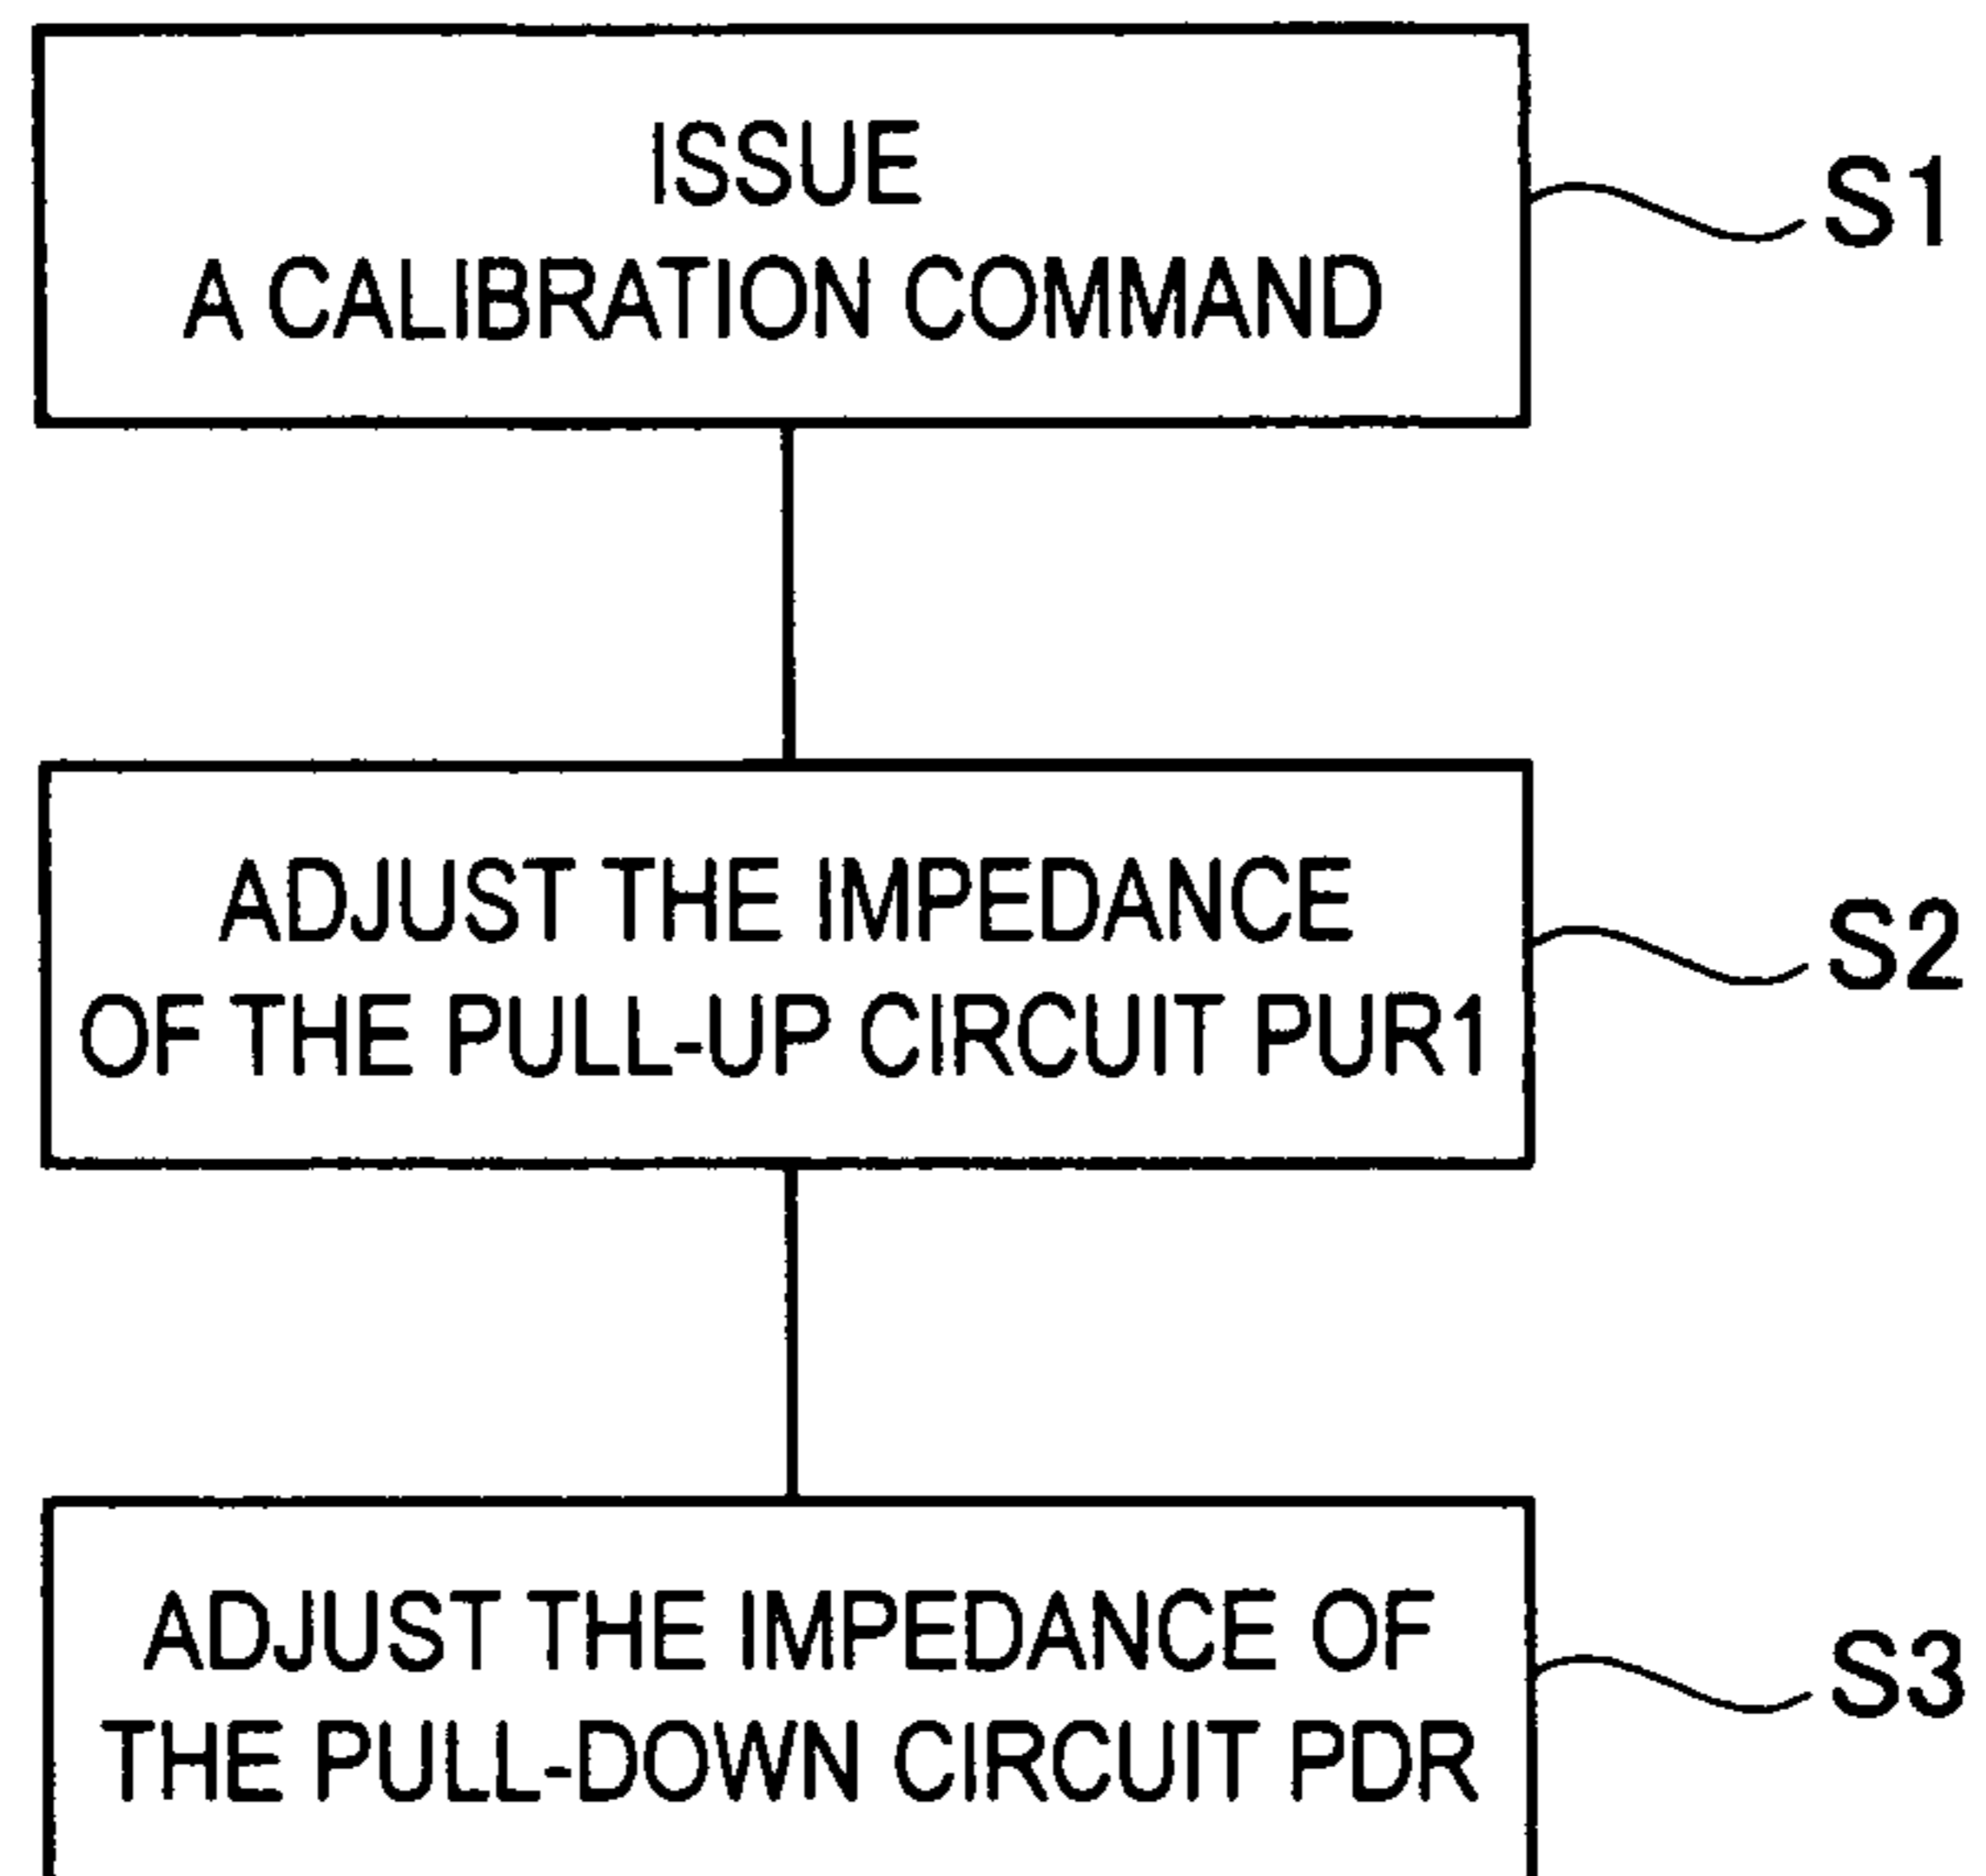 ISSUE
A CALIBRATION COMMAND
S1
ADJUST THE IMPEDANCE
OF THE PULL-UP CIRCUIT PUR1
S2
ADJUST THE IMPEDANCE OF
THE PULL-DOWN CIRCUIT PDR
S3